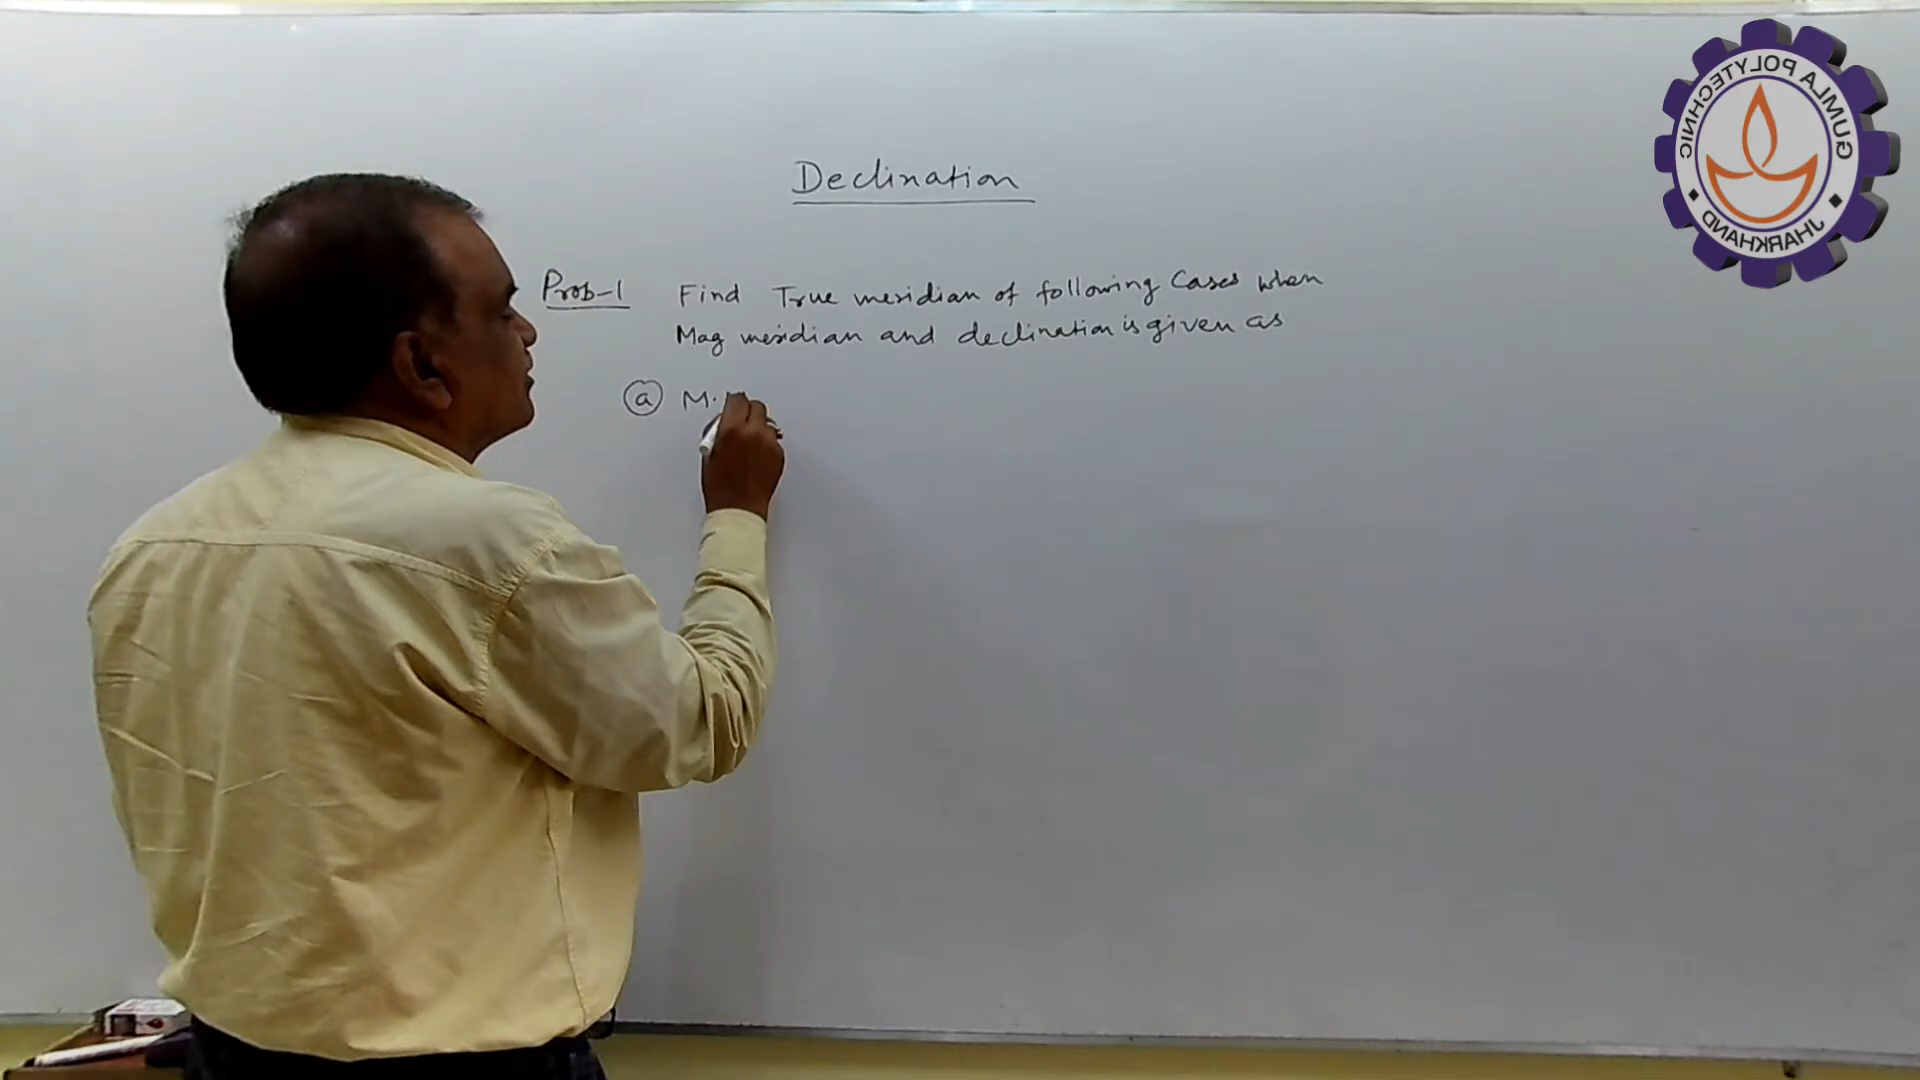 Declination
Prob-1 Find True meridian of following Cases when
Mag meridian and declination is given as
(a) M.
GUMLA POLYTECHNIC
JHARKHAND